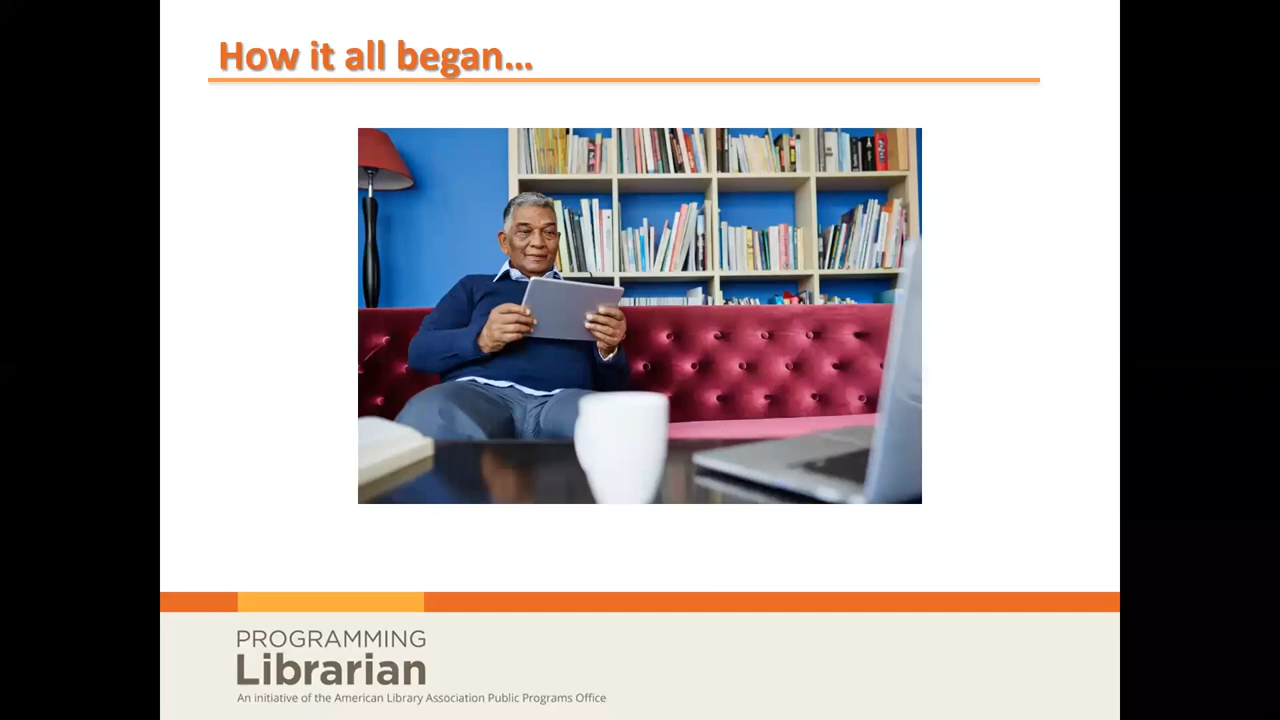 How it all began...
PROGRAMMING
Librarian
An initiative of the American Library Association Public Programs Office